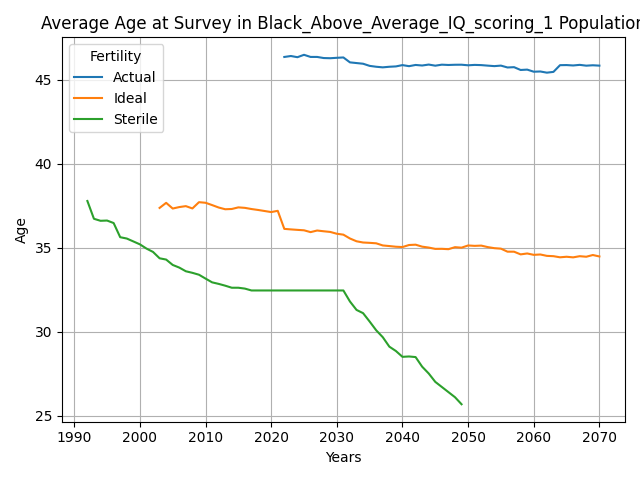 Average Age at Survey in Black_Above_Average_IQ_scoring_1 Population
Fertility
Actual
Ideal
Sterile
Age
45
40
35
30
25
1990 2000 2010 2020 2030 2040 2050 2060 2070
Years